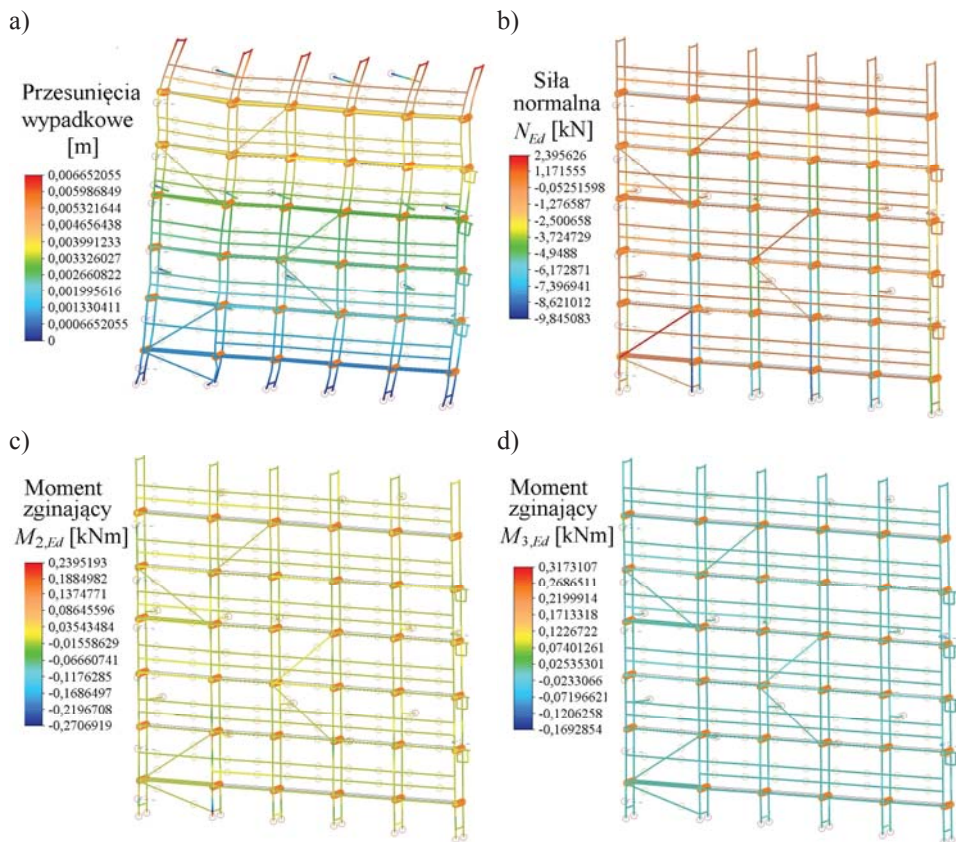 a)
Przesunięcia
wypadkowe
[m]
0,006652055
0,005986849
0,005321644
0,004656438
0,003991233
0,003326027
0,002660822
0,001995616
0,001330411
0,0006652055
0
b)
Siła
normalna
N_Ed [kN]
2,395626
1,171555
-0,05251598
-1,276587
-2,500658
-3,724729
-4,9488
-6,172871
-7,396941
-8,621012
-9,845083
c)
Moment
zginający
M_2,Ed [kNm]
0,2395193
0,1884982
0,1374771
0,08645596
0,03543484
-0,01558629
-0,06660741
-0,1176285
-0,1686497
-0,2196708
-0,2706919
d)
Moment
zginający
M_3,Ed [kNm]
0,3173107
0,2686511
0,2199914
0,1713318
0,1226722
0,07401261
0,02535301
-0,0233066
-0,07196621
-0,1206258
-0,1692854